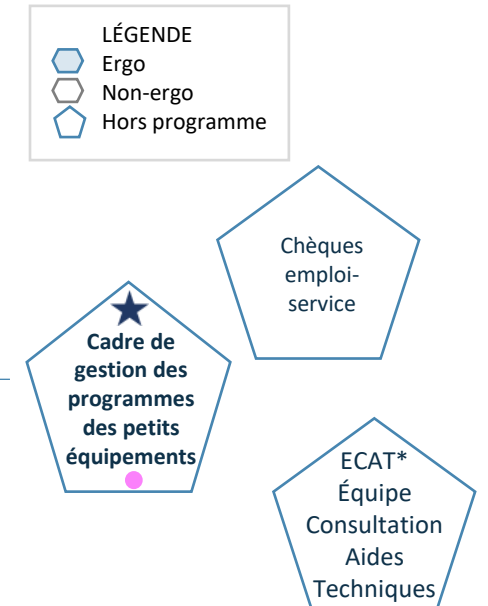 LÉGENDE
Ergo
Non-ergo
Hors programme
Chèques
emploi-
service
Cadre de
gestion des
programmes
des petits
équipements
ECAT*
Équipe
Consultation
Aides
Techniques